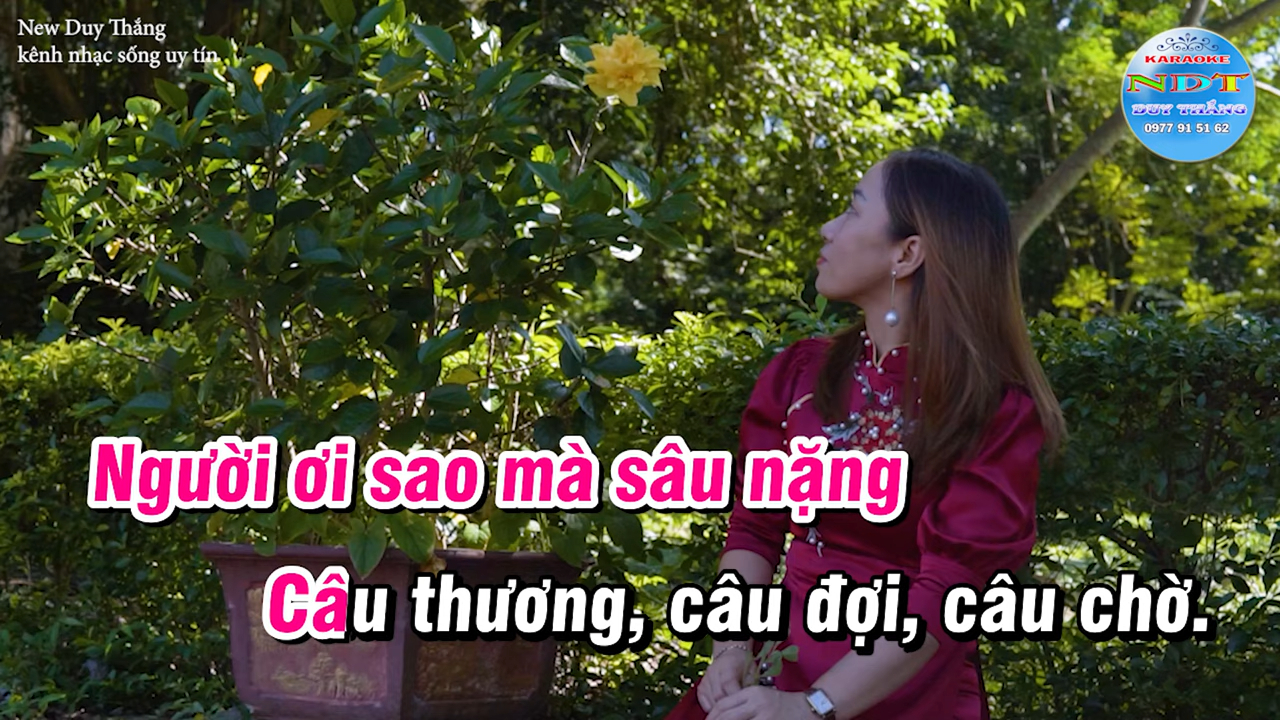 New Duy Thắng
kênh nhạc sống uy tín
KARAOKE
NDT
DUY THẮNG
0977 91 51 62
Người ơi sao mà sâu nặng
Câu thương, câu đợi, câu chờ.